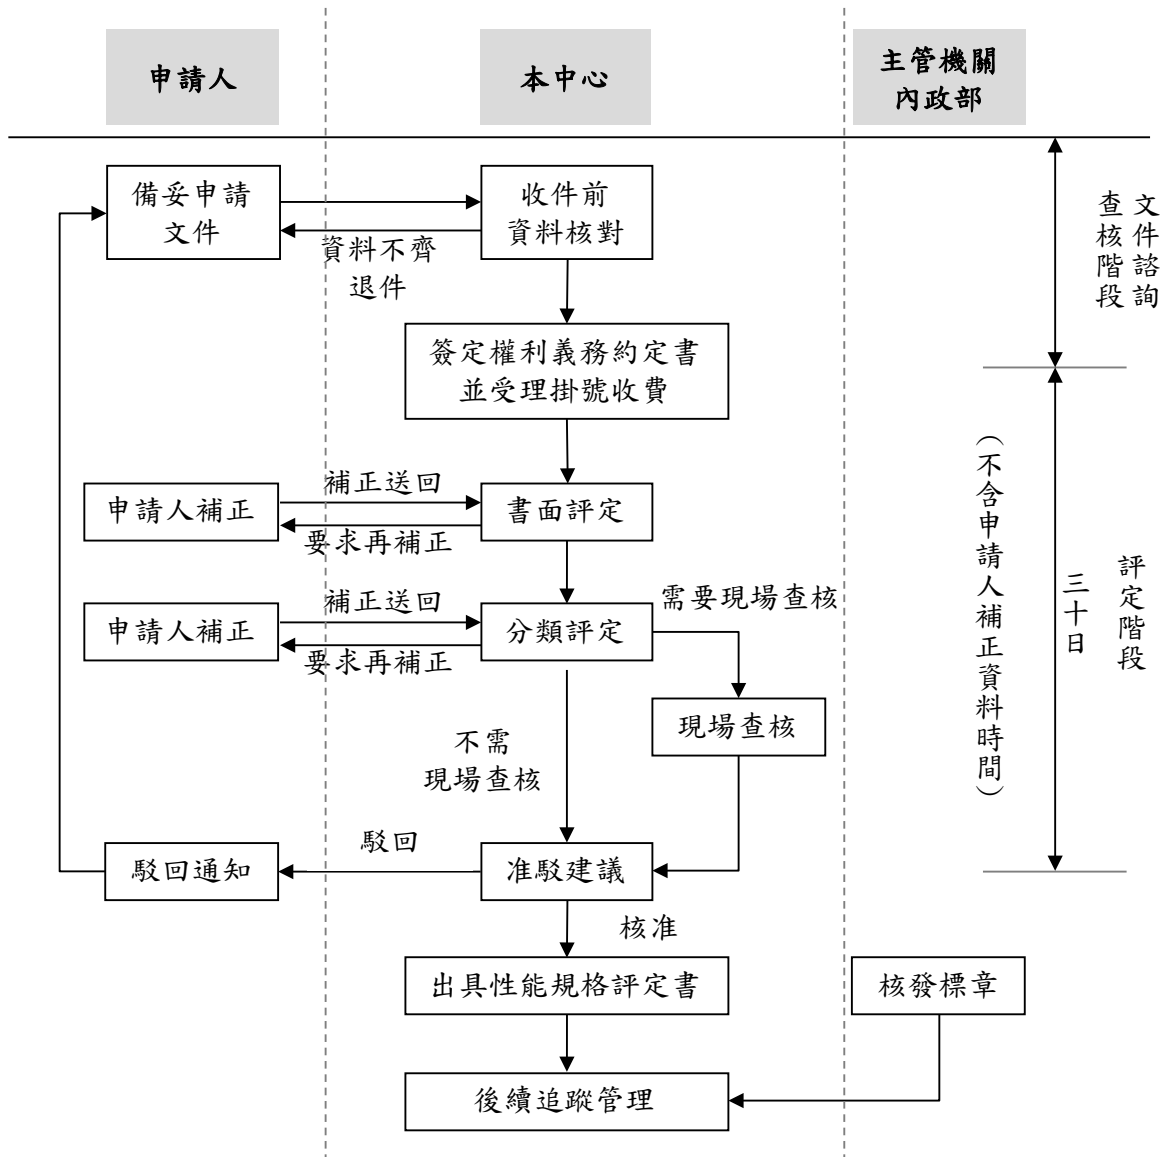 申請人
本中心
主管機關
內政部
備妥申請
文件
收件前
資料核對
資料不齊
退件
文件諮詢
查核階段
簽定權利義務約定書
並受理掛號收費
補正送回
申請人補正
書面評定
要求再補正
補正送回
需要現場查核
申請人補正
分類評定
要求再補正
現場查核
不需
現場查核
評定階段
三十日
（不含申請人補正資料時間）
駁回
駁回通知
准駁建議
核准
出具性能規格評定書
核發標章
後續追蹤管理